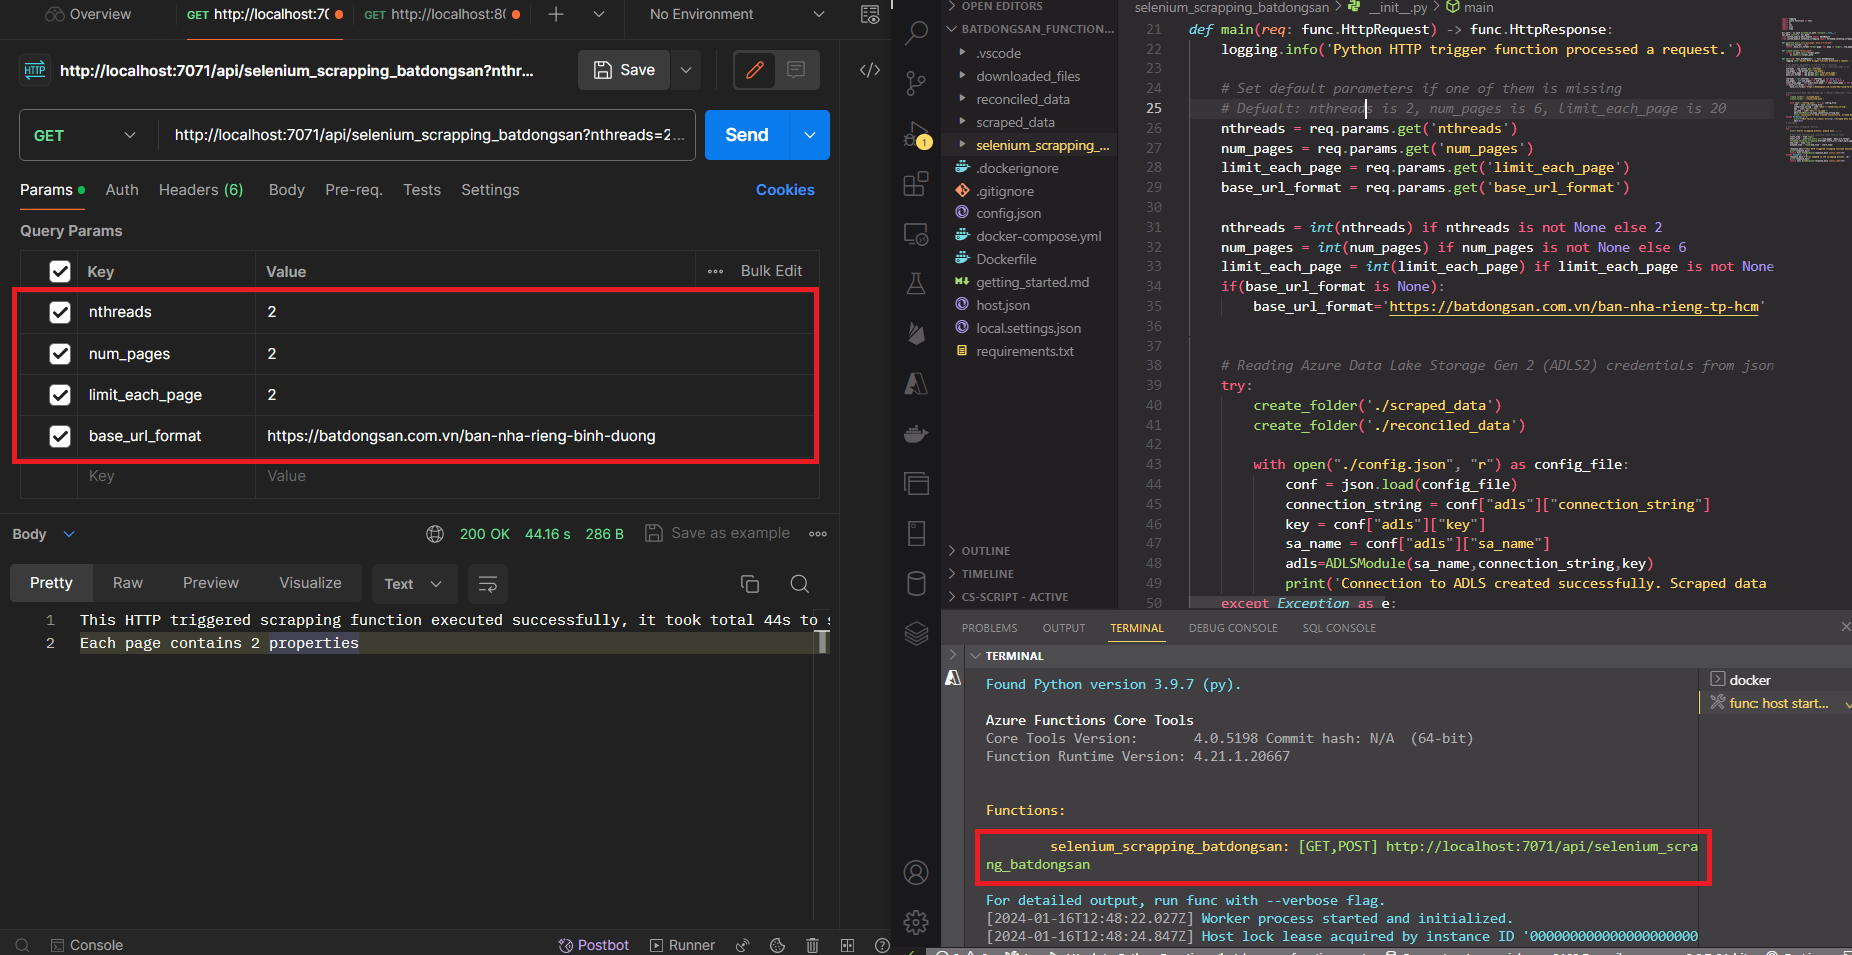 Overview
GET http://localhost:70
GET http://localhost:80
No Environment
HTTP
http://localhost:7071/api/selenium_scrapping_batdongsan?nthr...
Save
</>
GET
http://localhost:7071/api/selenium_scrapping_batdongsan?nthreads=2...
Send
Params
Auth
Headers (6)
Body
Pre-req.
Tests
Settings
Cookies
Query Params
Key
Value
Bulk Edit
nthreads
2
num_pages
2
limit_each_page
2
base_url_format
https://batdongsan.com.vn/ban-nha-rieng-binh-duong
Key
Value
Body
200 OK
44.16 s
286 B
Save as example
Pretty
Raw
Preview
Visualize
Text
1 This HTTP triggered scrapping function executed successfully, it took total 44s to s
2 Each page contains 2 properties
Console
Postbot
Runner
1
OPEN EDITORS
BATDONGSAN_FUNCTION...
.vscode
downloaded_files
reconciled_data
scraped_data
selenium_scrapping_...
.dockerignore
.gitignore
config.json
docker-compose.yml
Dockerfile
getting_started.md
host.json
local.settings.json
requirements.txt
OUTLINE
TIMELINE
CS-SCRIPT - ACTIVE
selenium_scrapping_batdongsan > __init__.py > main
21 def main(req: func.HttpRequest) -> func.HttpResponse:
22 logging.info('Python HTTP trigger function processed a request.')
23
24 # Set default parameters if one of them is missing
25 # Defualt: nthreads is 2, num_pages is 6, limit_each_page is 20
26 nthreads = req.params.get('nthreads')
27 num_pages = req.params.get('num_pages')
28 limit_each_page = req.params.get('limit_each_page')
29 base_url_format = req.params.get('base_url_format')
30
31 nthreads = int(nthreads) if nthreads is not None else 2
32 num_pages = int(num_pages) if num_pages is not None else 6
33 limit_each_page = int(limit_each_page) if limit_each_page is not None
34 if(base_url_format is None):
35 base_url_format='https://batdongsan.com.vn/ban-nha-rieng-tp-hcm'
36
37
38 # Reading Azure Data Lake Storage Gen 2 (ADLS2) credentials from json
39 try:
40 create_folder('./scraped_data')
41 create_folder('./reconciled_data')
42
43 with open("./config.json", "r") as config_file:
44 conf = json.load(config_file)
45 connection_string = conf["adls"]["connection_string"]
46 key = conf["adls"]["key"]
47 sa_name = conf["adls"]["sa_name"]
48 adls=ADLSModule(sa_name,connection_string,key)
49 print('Connection to ADLS created successfully. Scraped data
50 except Exception as e:
PROBLEMS
OUTPUT
TERMINAL
DEBUG CONSOLE
SQL CONSOLE
TERMINAL
Found Python version 3.9.7 (py).
Azure Functions Core Tools
Core Tools Version: 4.0.5198 Commit hash: N/A (64-bit)
Function Runtime Version: 4.21.1.20667
Functions:
selenium_scrapping_batdongsan: [GET,POST] http://localhost:7071/api/selenium_scra
ng_batdongsan
For detailed output, run func with --verbose flag.
[2024-01-16T12:48:22.027Z] Worker process started and initialized.
[2024-01-16T12:48:24.847Z] Host lock lease acquired by instance ID '000000000000000000000
docker
func: host start...